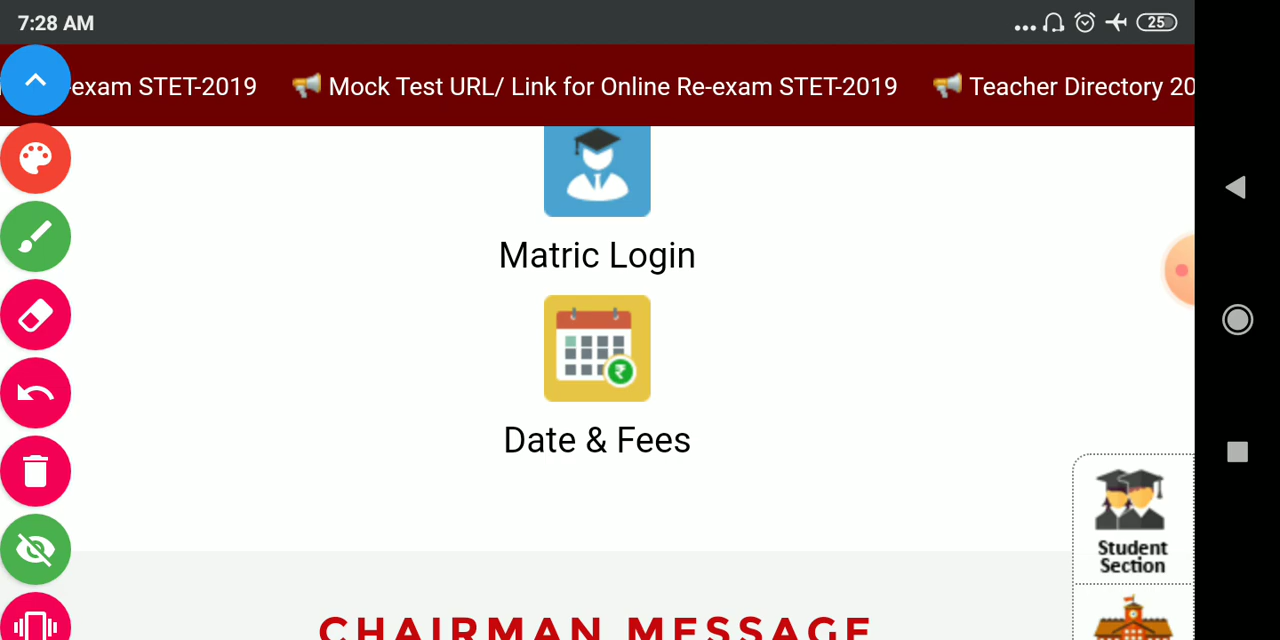 7:28 AM
25
-exam STET-2019 Mock Test URL/ Link for Online Re-exam STET-2019 Teacher Directory 20
Matric Login
₹
Date & Fees
Student
Section
CHAIRMAN MESSAGE